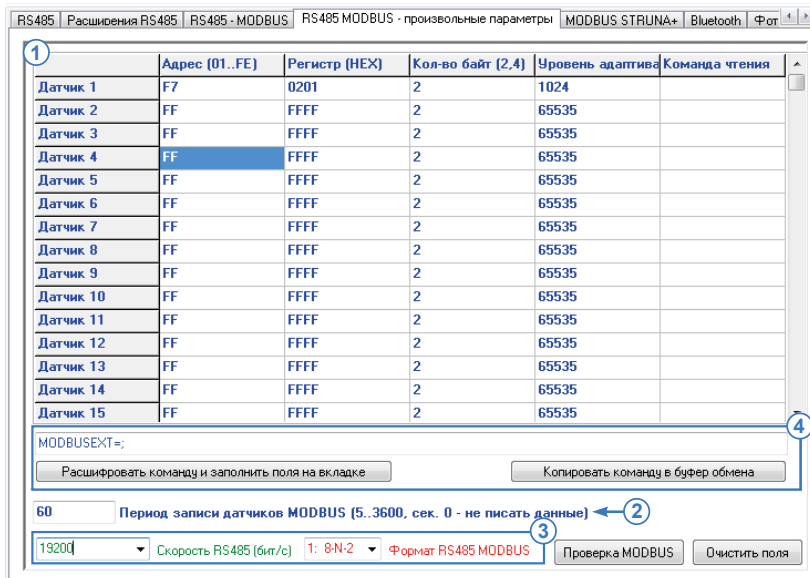 RS485 Расширения RS485 RS485 - MODBUS RS485 MODBUS - произвольные параметры MODBUS STRUNA+ Bluetooth Фот
1
Адрес (01..FE) Регистр (HEX) Кол-во байт (2,4) Уровень адаптива Команда чтения
Датчик 1 F7 0201 2 1024
Датчик 2 FF FFFF 2 65535
Датчик 3 FF FFFF 2 65535
Датчик 4 FF FFFF 2 65535
Датчик 5 FF FFFF 2 65535
Датчик 6 FF FFFF 2 65535
Датчик 7 FF FFFF 2 65535
Датчик 8 FF FFFF 2 65535
Датчик 9 FF FFFF 2 65535
Датчик 10 FF FFFF 2 65535
Датчик 11 FF FFFF 2 65535
Датчик 12 FF FFFF 2 65535
Датчик 13 FF FFFF 2 65535
Датчик 14 FF FFFF 2 65535
Датчик 15 FF FFFF 2 65535
4
MODBUSEXT=;
Расшифровать команду и заполнить поля на вкладке Копировать команду в буфер обмена
60 Период записи датчиков MODBUS (5..3600, сек. 0 - не писать данные) 2
3
19200 Скорость RS485 (бит/с) 1: 8-N-2 Формат RS485 MODBUS Проверка MODBUS Очистить поля